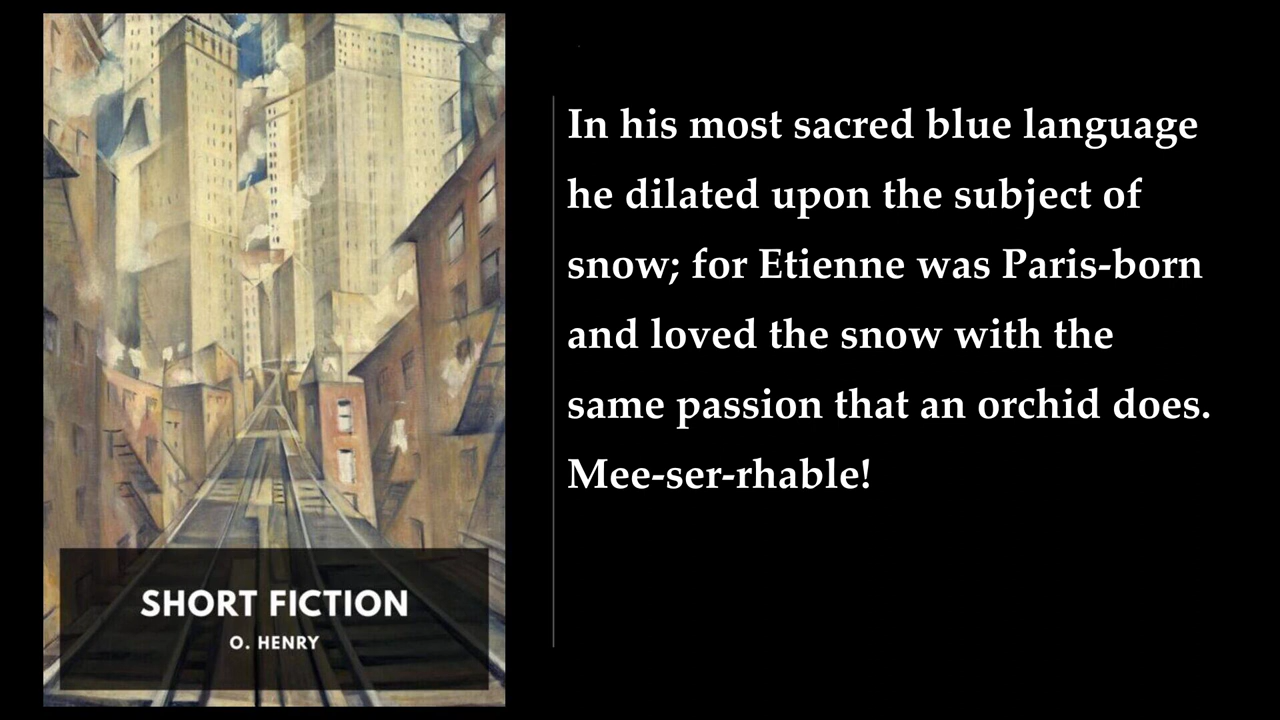 SHORT FICTION
O. HENRY
In his most sacred blue language
he dilated upon the subject of
snow; for Etienne was Paris-born
and loved the snow with the
same passion that an orchid does.
Mee-ser-rhable!